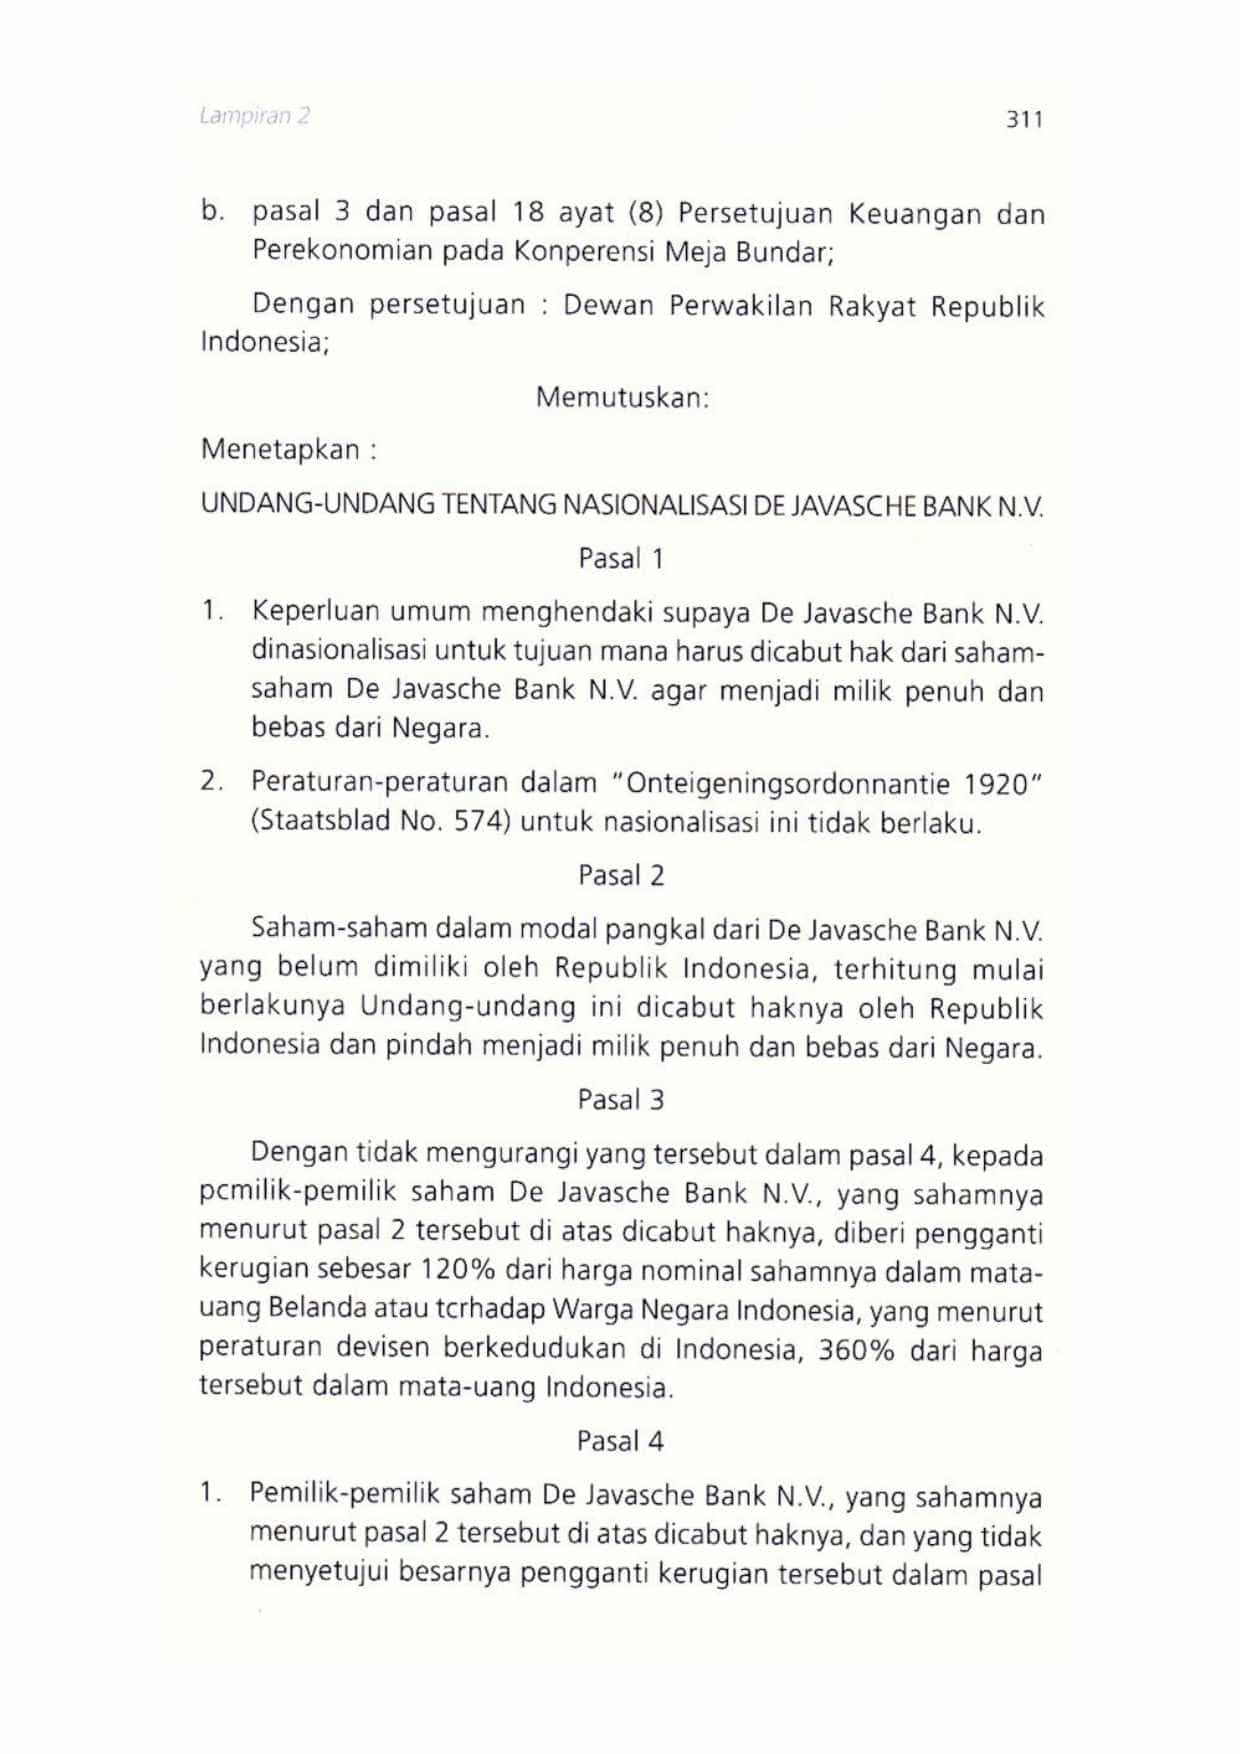 Lampiran 2
311
b. pasal 3 dan pasal 18 ayat (8) Persetujuan Keuangan dan
Perekonomian pada Konperensi Meja Bundar;
Dengan persetujuan : Dewan Perwakilan Rakyat Republik
Indonesia;
Memutuskan:
Menetapkan :
UNDANG-UNDANG TENTANG NASIONALISASI DE JAVASCHE BANK N.V.
Pasal 1
1. Keperluan umum menghendaki supaya De Javasche Bank N.V.
dinasionalisasi untuk tujuan mana harus dicabut hak dari saham-
saham De Javasche Bank N.V. agar menjadi milik penuh dan
bebas dari Negara.
2. Peraturan-peraturan dalam "Onteigeningsordonnantie 1920"
(Staatsblad No. 574) untuk nasionalisasi ini tidak berlaku.
Pasal 2
Saham-saham dalam modal pangkal dari De Javasche Bank N.V.
yang belum dimiliki oleh Republik Indonesia, terhitung mulai
berlakunya Undang-undang ini dicabut haknya oleh Republik
Indonesia dan pindah menjadi milik penuh dan bebas dari Negara.
Pasal 3
Dengan tidak mengurangi yang tersebut dalam pasal 4, kepada
pcmilik-pemilik saham De Javasche Bank N.V., yang sahamnya
menurut pasal 2 tersebut di atas dicabut haknya, diberi pengganti
kerugian sebesar 120% dari harga nominal sahamnya dalam mata-
uang Belanda atau tcrhadap Warga Negara Indonesia, yang menurut
peraturan devisen berkedudukan di Indonesia, 360% dari harga
tersebut dalam mata-uang Indonesia.
Pasal 4
1. Pemilik-pemilik saham De Javasche Bank N.V., yang sahamnya
menurut pasal 2 tersebut di atas dicabut haknya, dan yang tidak
menyetujui besarnya pengganti kerugian tersebut dalam pasal